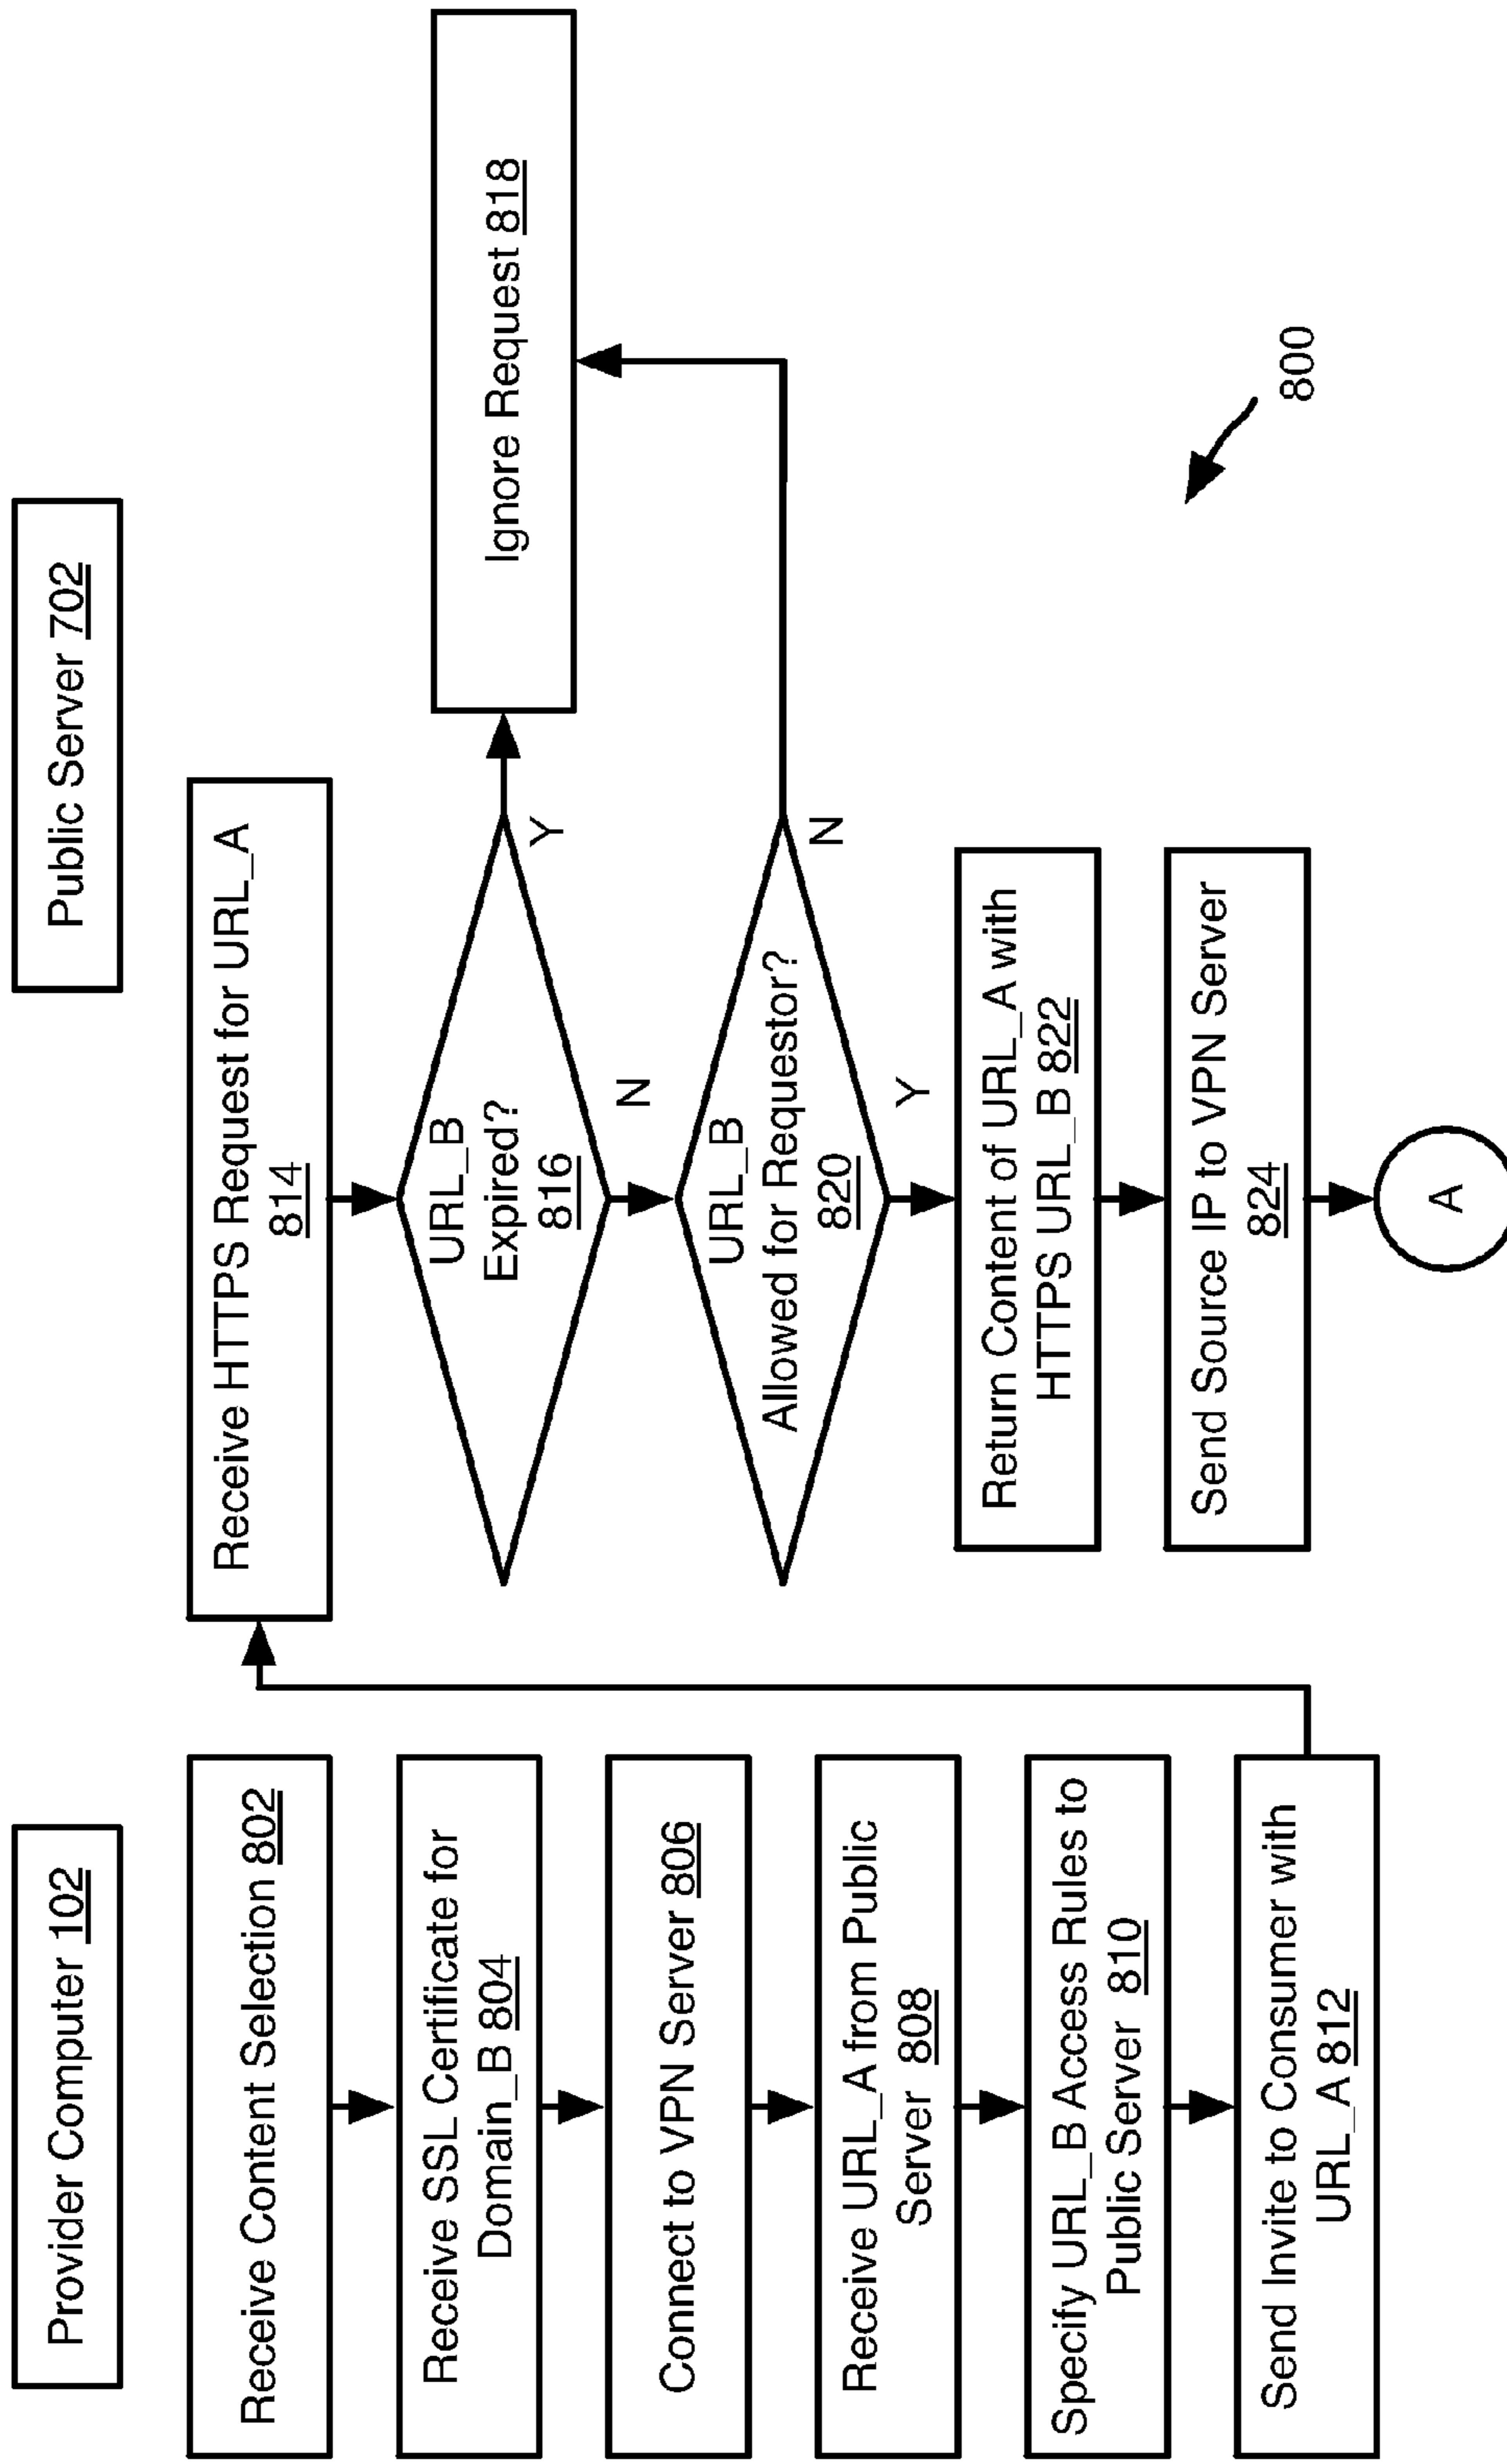 Provider Computer 102
Receive Content Selection 802
Receive SSL Certificate for
Domain_B 804
Connect to VPN Server 806
Receive URL_A from Public
Server 808
Specify URL_B Access Rules to
Public Server 810
Send Invite to Consumer with
URL_A 812
Public Server 702
Receive HTTPS Request for URL_A
814
URL_B
Expired?
816
Y
N
Ignore Request 818
URL_B
Allowed for Requestor?
820
N
Y
Return Content of URL_A with
HTTPS URL_B 822
Send Source IP to VPN Server
824
A
800